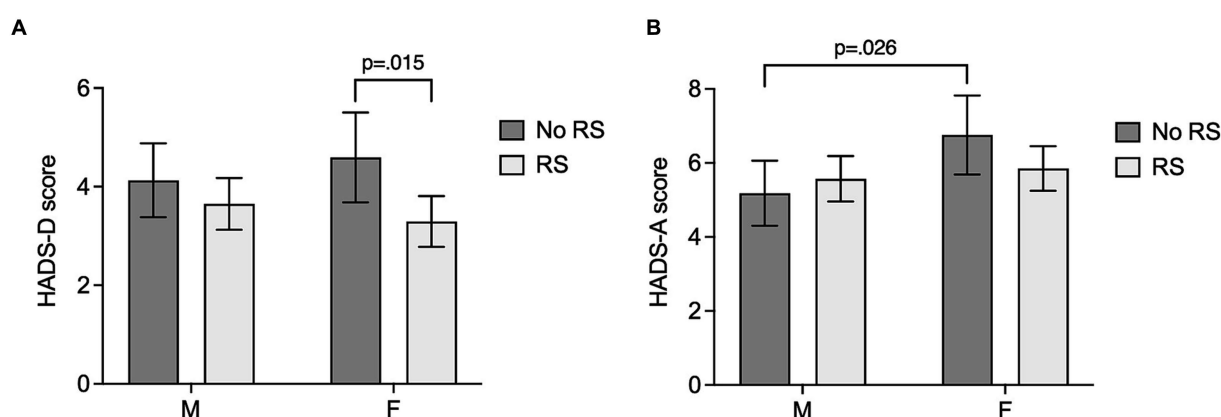 A
p=.015
6
4
2
0
HADS-D score
M
F
No RS
RS
B
p=.026
8
6
4
2
0
HADS-A score
M
F
No RS
RS